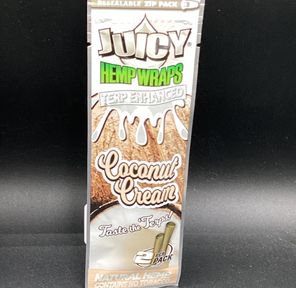 RESEALABLE ZIP PACK
JUICY
HEMP WRAPS
TERP ENHANCED
Coconut
Cream
Taste the Terps!
2 PER
PACK
NATURAL HEMP
CONTAINS NO TOBACCO